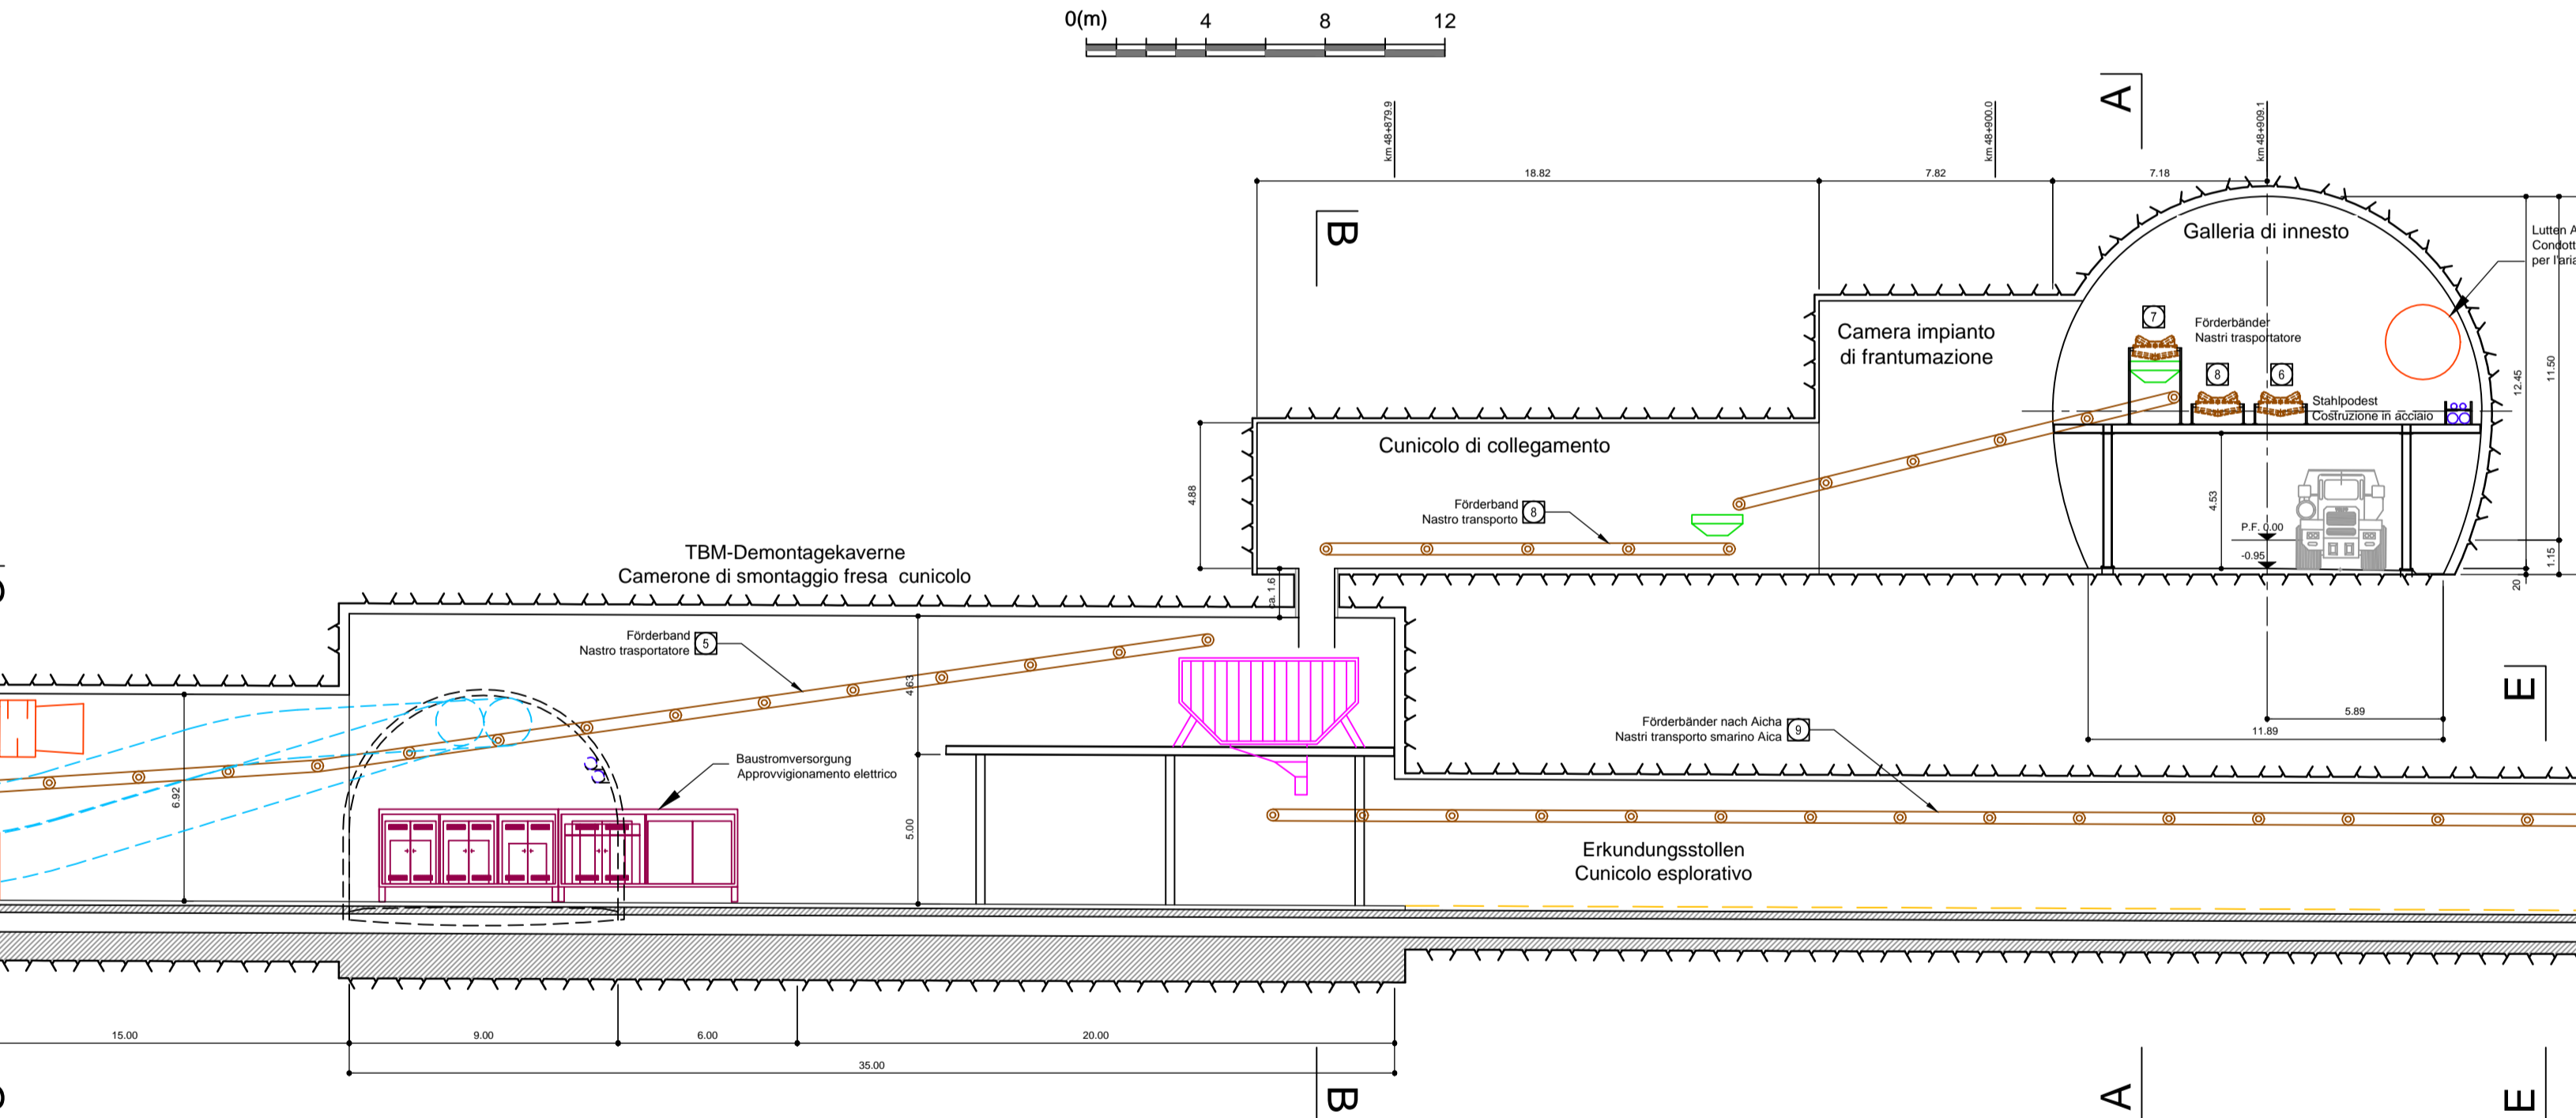 0(m) 4 8 12
A
km 48+879.9
km 48+900.0
km 48+909.1
18.82
7.82
7.18
B
Galleria di innesto
Lutten A
Condott
per l'aria
Camera impianto
di frantumazione
7
Förderbänder
Nastri trasportatore
8
6
Stahlpodest
Costruzione in acciaio
12.45
11.50
Cunicolo di collegamento
4.88
Förderband
Nastro transporto
8
4.53
P.F. 0.00
-0.95
1.15
20
TBM-Demontagekaverne
Camerone di smontaggio fresa cunicolo
ca. 1.6
Förderband
Nastro trasportatore
5
4.63
E
Förderbänder nach Aicha
Nastri transporto smarino Aica
9
5.89
11.89
Baustromversorgung
Approvvigionamento elettrico
6.92
5.00
Erkundungsstollen
Cunicolo esplorativo
15.00
9.00
6.00
20.00
35.00
B
A
E